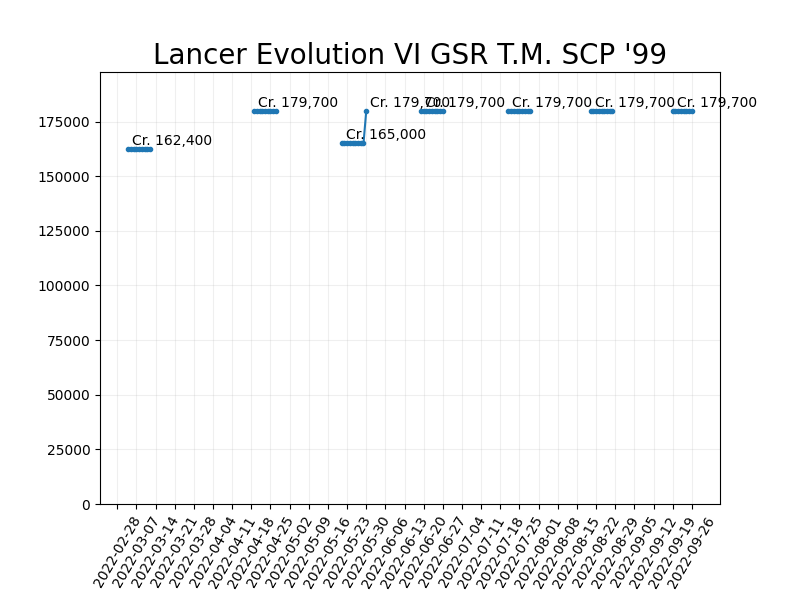 Lancer Evolution VI GSR T.M. SCP '99
Cr. 179,700 Cr. 179,700 Cr. 179,700 Cr. 179,700 Cr. 179,700 Cr. 179,700
175000
Cr. 162,400 Cr. 165,000
150000
125000
100000
75000
50000
25000
0
2022-02-28 2022-03-07 2022-03-14 2022-03-21 2022-03-28 2022-04-04 2022-04-11 2022-04-18 2022-04-25 2022-05-02 2022-05-09 2022-05-16 2022-05-23 2022-05-30 2022-06-06 2022-06-13 2022-06-20 2022-06-27 2022-07-04 2022-07-11 2022-07-18 2022-07-25 2022-08-01 2022-08-08 2022-08-15 2022-08-22 2022-08-29 2022-09-05 2022-09-12 2022-09-19 2022-09-26